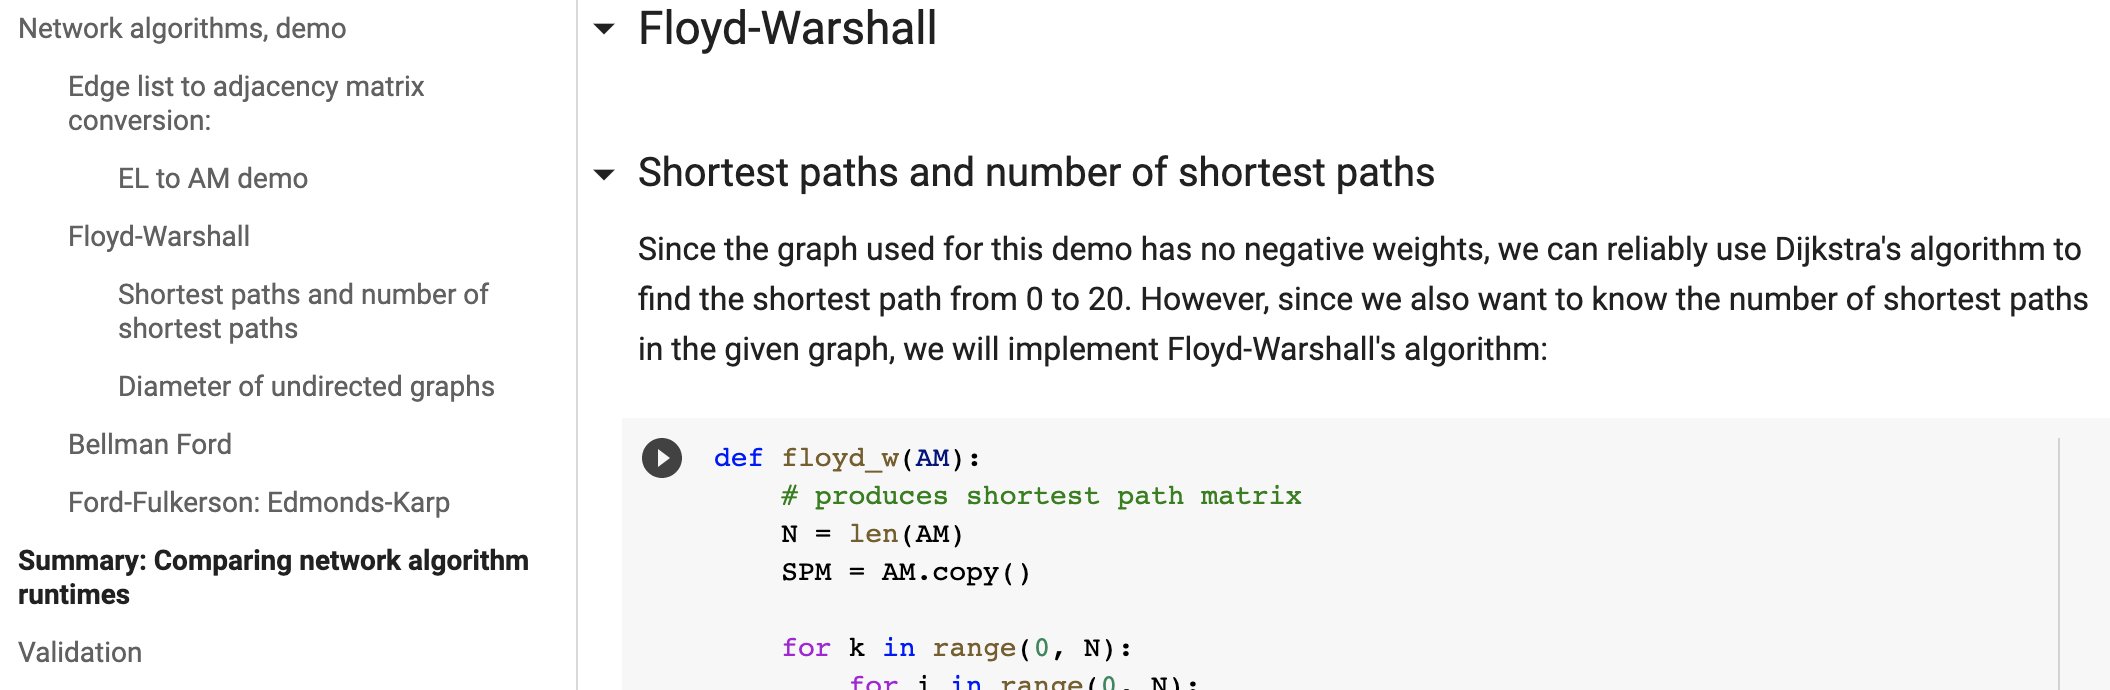 Network algorithms, demo
Edge list to adjacency matrix
conversion:
EL to AM demo
Floyd-Warshall
Shortest paths and number of
shortest paths
Diameter of undirected graphs
Bellman Ford
Ford-Fulkerson: Edmonds-Karp
Summary: Comparing network algorithm
runtimes
Validation
Floyd-Warshall
Shortest paths and number of shortest paths
Since the graph used for this demo has no negative weights, we can reliably use Dijkstra's algorithm to
find the shortest path from 0 to 20. However, since we also want to know the number of shortest paths
in the given graph, we will implement Floyd-Warshall's algorithm:
def floyd_w(AM):
# produces shortest path matrix
N = len(AM)
SPM = AM.copy()
for k in range(0, N):
for i in range(0, N):